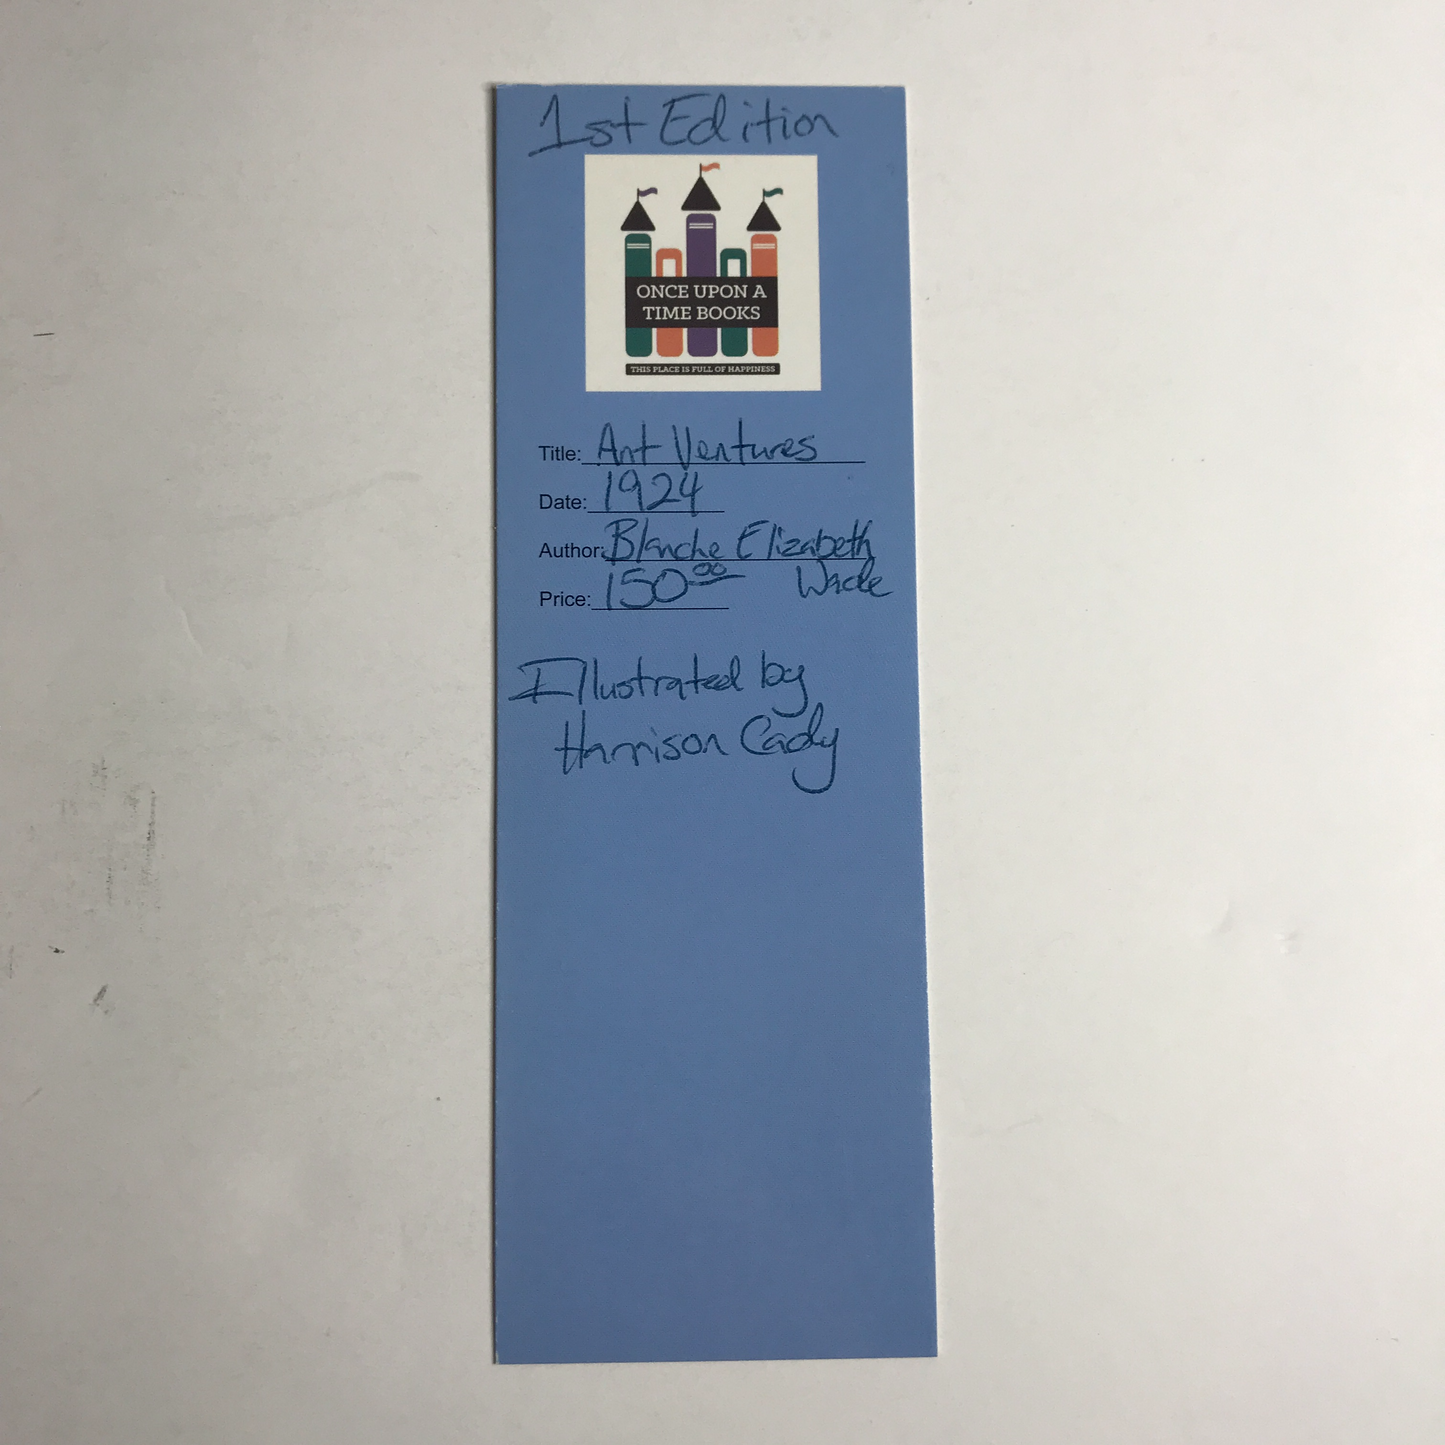 1st Edition
ONCE UPON A
TIME BOOKS
THIS PLACE IS FULL OF HAPPINESS
Title: Ant Ventures
Date: 1924
Author: Blanche Elizabeth
Wade
Price: 150.00
Illustrated by
Harrison Cady